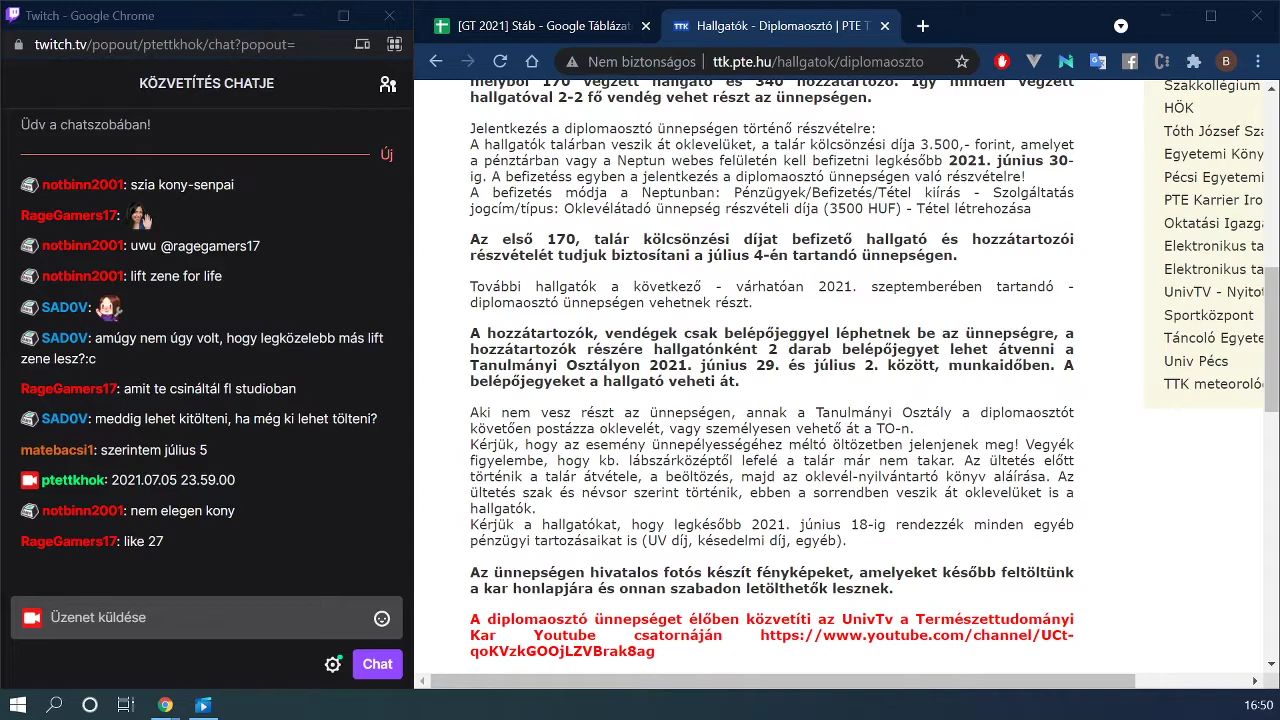 Twitch - Google Chrome
twitch.tv/popout/ptettkhok/chat?popout=
KÖZVETÍTÉS CHATJE
Üdv a chatszobában!
Új
notbinn2001: szia kony-senpai
RageGamers17:
notbinn2001: uwu @ragegamers17
notbinn2001: lift zene for life
SAD0V:
SAD0V: amúgy nem úgy volt, hogy legközelebb más lift
zene lesz?:c
RageGamers17: amit te csináltál fl studioban
SAD0V: meddig lehet kitölteni, ha még ki lehet tölteni?
matebacsi1: szerintem július 5
ptettkhok: 2021.07.05 23.59.00
notbinn2001: nem elegen kony
RageGamers17: like 27
Üzenet küldése
Chat
[GT 2021] Stáb - Google Táblázat
TTK Hallgatók - Diplomaosztó | PTE T
Nem biztonságos
ttk.pte.hu/hallgatok/diplomaoszto
B
melyből 170 végzett hallgató és 340 hozzátartozó. Így minden végzett
hallgatóval 2-2 fő vendég vehet részt az ünnepségen.
Jelentkezés a diplomaosztó ünnepségen történő részvételre:
A hallgatók talárban veszik át oklevelüket, a talár kölcsönzési díja 3.500,- forint, amelyet
a pénztárban vagy a Neptun webes felületén kell befizetni legkésőbb 2021. június 30-
ig. A befizetéss egyben a jelentkezés a diplomaosztó ünnepségen való részvételre!
A befizetés módja a Neptunban: Pénzügyek/Befizetés/Tétel kiírás - Szolgáltatás
jogcím/típus: Oklevélátadó ünnepség részvételi díja (3500 HUF) - Tétel létrehozása
Az első 170, talár kölcsönzési díjat befizető hallgató és hozzátartozói
részvételét tudjuk biztosítani a július 4-én tartandó ünnepségen.
További hallgatók a következő - várhatóan 2021. szeptemberében tartandó -
diplomaosztó ünnepségen vehetnek részt.
A hozzátartozók, vendégek csak belépőjeggyel léphetnek be az ünnepségre, a
hozzátartozók részére hallgatónként 2 darab belépőjegyet lehet átvenni a
Tanulmányi Osztályon 2021. június 29. és július 2. között, munkaidőben. A
belépőjegyeket a hallgató veheti át.
Aki nem vesz részt az ünnepségen, annak a Tanulmányi Osztály a diplomaosztót
követően postázza oklevelét, vagy személyesen vehető át a TO-n.
Kérjük, hogy az esemény ünnepélyességéhez méltó öltözetben jelenjenek meg! Vegyék
figyelembe, hogy kb. lábszárközéptől lefelé a talár már nem takar. Az ültetés előtt
történik a talár átvétele, a beöltözés, majd az oklevél-nyilvántartó könyv aláírása. Az
ültetés szak és névsor szerint történik, ebben a sorrendben veszik át oklevelüket is a
hallgatók.
Kérjük a hallgatókat, hogy legkésőbb 2021. június 18-ig rendezzék minden egyéb
pénzügyi tartozásaikat is (UV díj, késedelmi díj, egyéb).
Az ünnepségen hivatalos fotós készít fényképeket, amelyeket később feltöltünk
a kar honlapjára és onnan szabadon letölthetők lesznek.
A diplomaosztó ünnepséget élőben közvetíti az UnivTv a Természettudományi
Kar Youtube csatornáján https://www.youtube.com/channel/UCt-
qoKVzkGOOjLZVBrak8ag
Szakkollégium
HÖK
Tóth József Sza
Egyetemi Köny
Pécsi Egyetemi
PTE Karrier Iro
Oktatási Igazga
Elektronikus ta
Elektronikus ta
UnivTV - Nyito
Sportközpont
Táncoló Egyete
Univ Pécs
TTK meteoroló
16:50